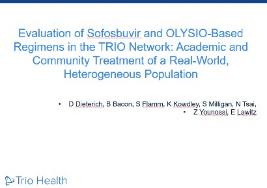 Evaluation of Sofosbuvir and OLYSIO-Based
Regimens in the TRIO Network: Academic and
Community Treatment of a Real-World,
Heterogeneous Population
• D Dieterich, B Bacon, S Flamm, K Kowdley, S Milligan, N Tsai,
• Z Younossi, E Lawitz
Trio Health